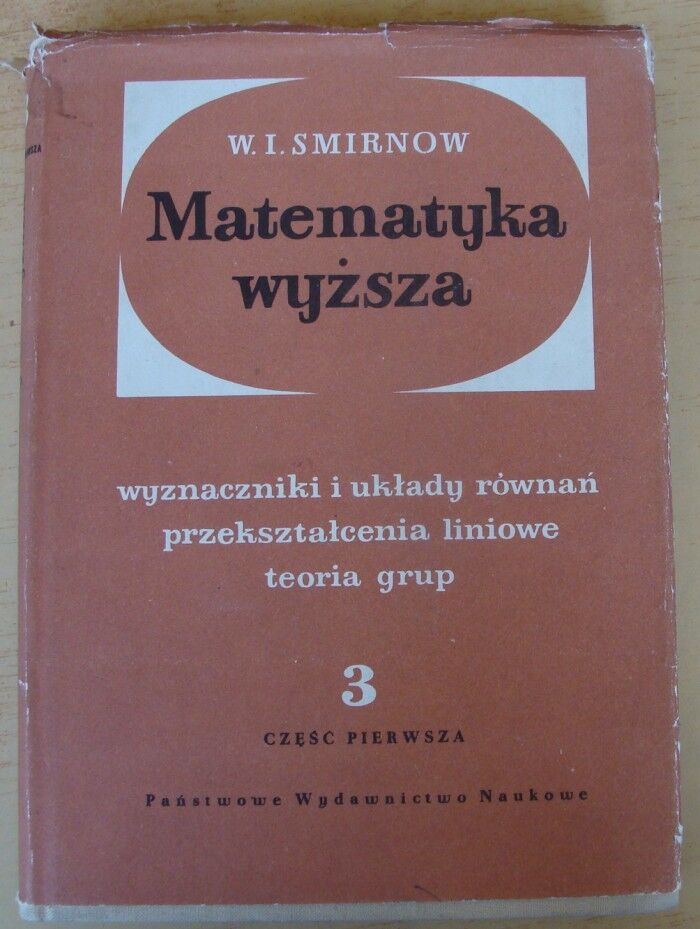 W. I. SMIRNOW
Matematyka
wyższa
wyznaczniki i układy równań
przekształcenia liniowe
teoria grup
3
CZĘŚĆ PIERWSZA
Państwowe Wydawnictwo Naukowe